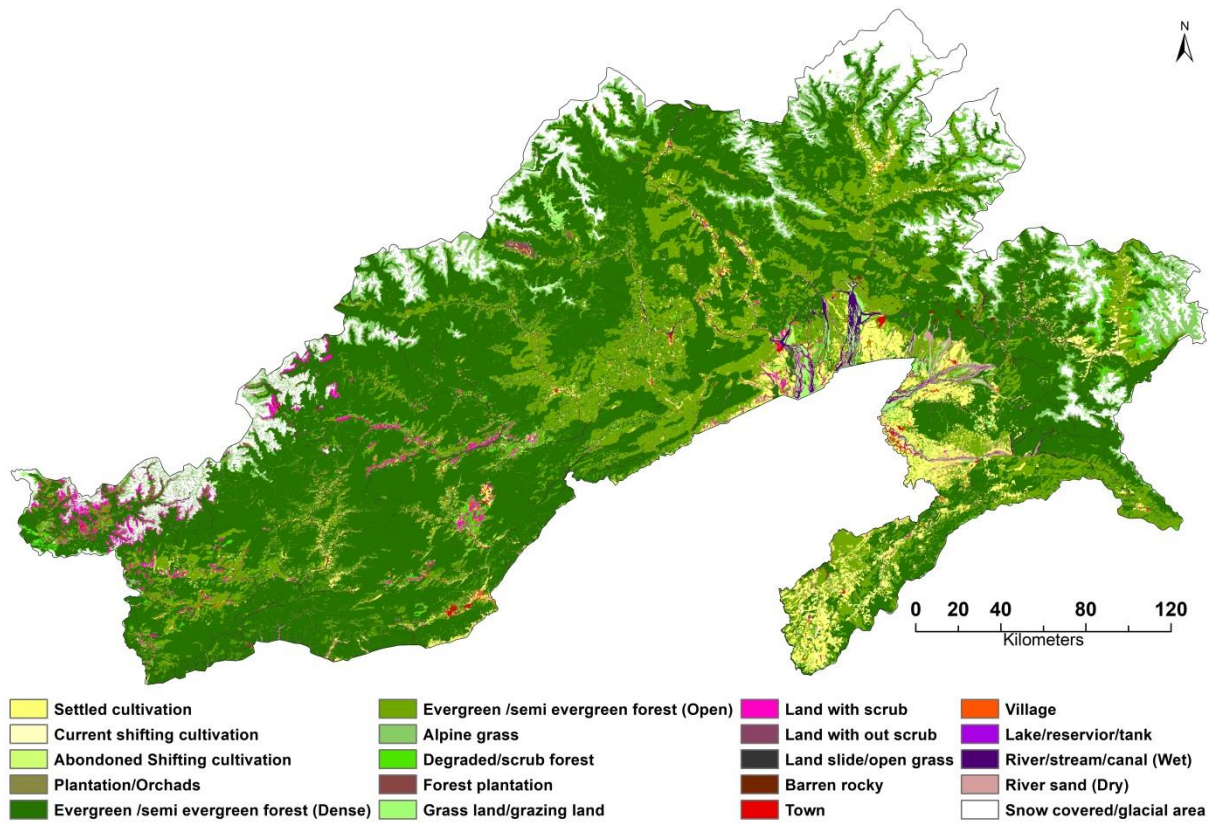 N
0 20 40 80 120
Kilometers
Settled cultivation
Current shifting cultivation
Abondoned Shifting cultivation
Plantation/Orchads
Evergreen /semi evergreen forest (Dense)
Evergreen /semi evergreen forest (Open)
Alpine grass
Degraded/scrub forest
Forest plantation
Grass land/grazing land
Land with scrub
Land with out scrub
Land slide/open grass
Barren rocky
Town
Village
Lake/reservior/tank
River/stream/canal (Wet)
River sand (Dry)
Snow covered/glacial area